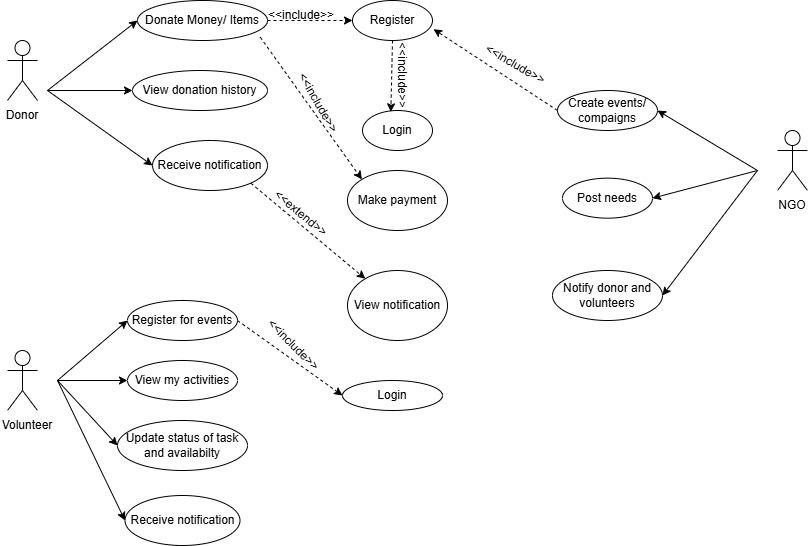 Donate Money/ Items
<<include>>
Register
<<include>>
<<include>>
<<include>>
Donor
View donation history
Create events/
campaigns
Login
Receive notification
Make payment
Post needs
NGO
<<extend>>
View notification
Notify donor and
volunteers
Register for events
<<include>>
View my activities
Login
Volunteer
Update status of task
and availabilty
Receive notification